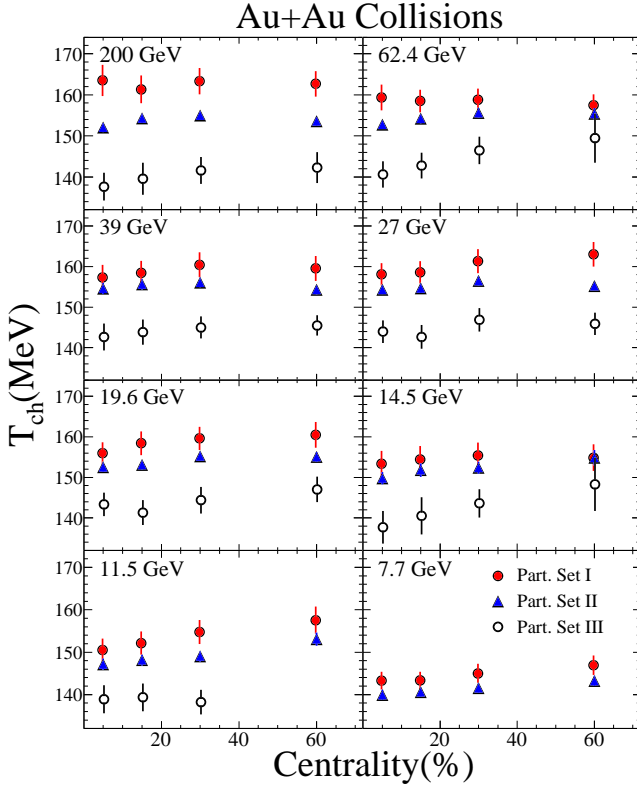 Au+Au Collisions
200 GeV
62.4 GeV
170
160
150
140
39 GeV
27 GeV
170
160
150
140
T_ch(MeV)
19.6 GeV
14.5 GeV
170
160
150
140
11.5 GeV
7.7 GeV
170
160
150
140
Part. Set I
Part. Set II
Part. Set III
20 40 60 20 40 60
Centrality(%)